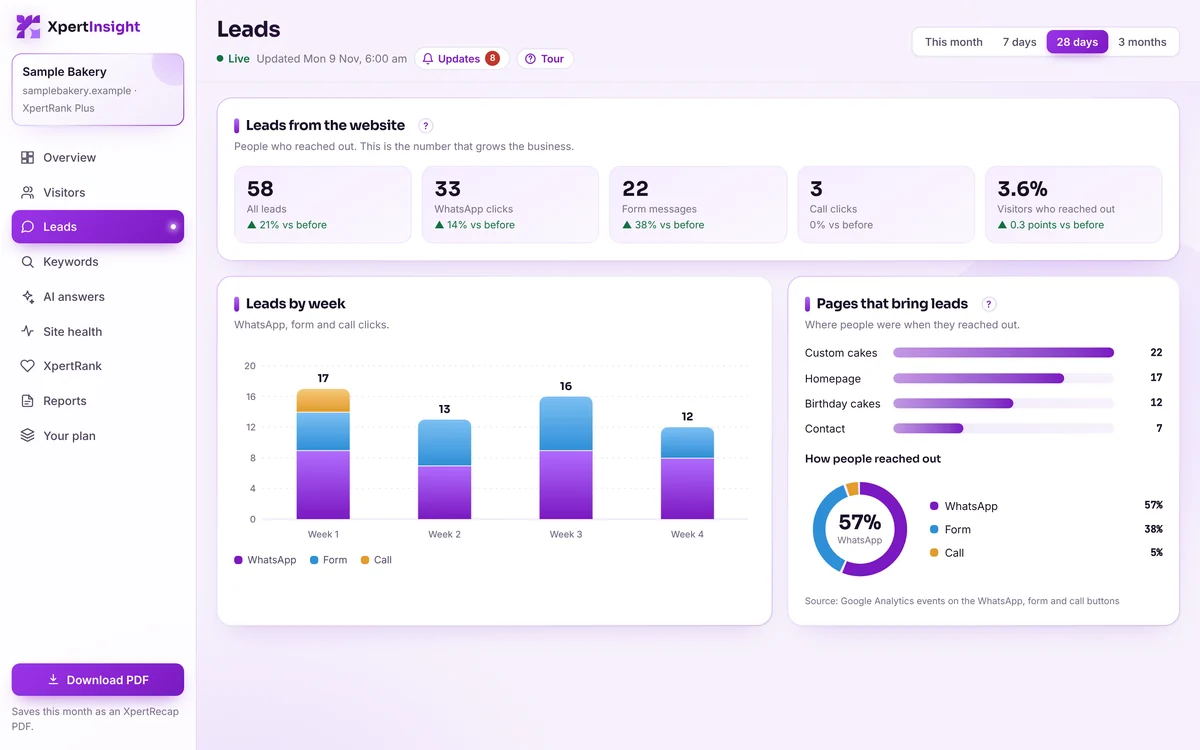 XpertInsight
Sample Bakery
samplebakery.example ·
XpertRank Plus
Overview
Visitors
Leads
Keywords
AI answers
Site health
XpertRank
Reports
Your plan
Download PDF
Saves this month as an XpertRecap
PDF.
Leads
Live Updated Mon 9 Nov, 6:00 am Updates 8 Tour
This month 7 days 28 days 3 months
Leads from the website ?
People who reached out. This is the number that grows the business.
58
All leads
▲ 21% vs before
33
WhatsApp clicks
▲ 14% vs before
22
Form messages
▲ 38% vs before
3
Call clicks
0% vs before
3.6%
Visitors who reached out
▲ 0.3 points vs before
Leads by week
WhatsApp, form and call clicks.
20
16
12
8
4
0
17
13
16
12
Week 1 Week 2 Week 3 Week 4
WhatsApp Form Call
Pages that bring leads ?
Where people were when they reached out.
Custom cakes 22
Homepage 17
Birthday cakes 12
Contact 7
How people reached out
57%
WhatsApp
WhatsApp 57%
Form 38%
Call 5%
Source: Google Analytics events on the WhatsApp, form and call buttons